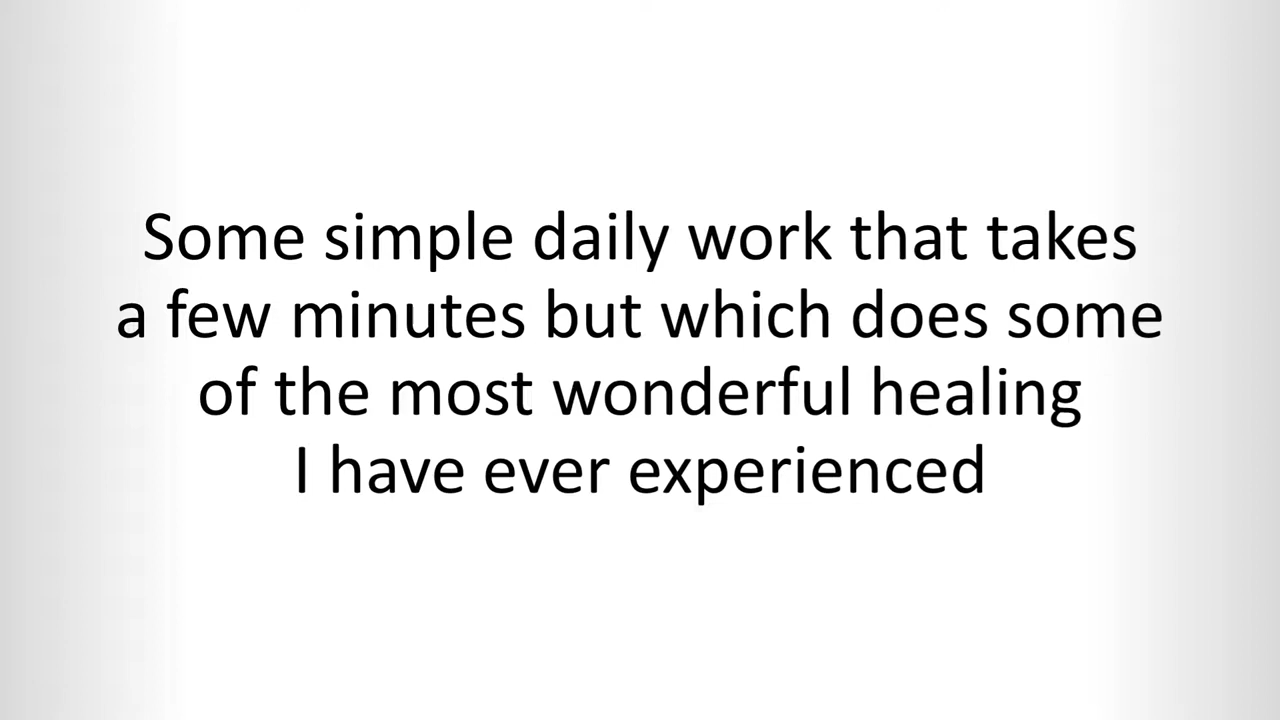 Some simple daily work that takes
a few minutes but which does some
of the most wonderful healing
I have ever experienced